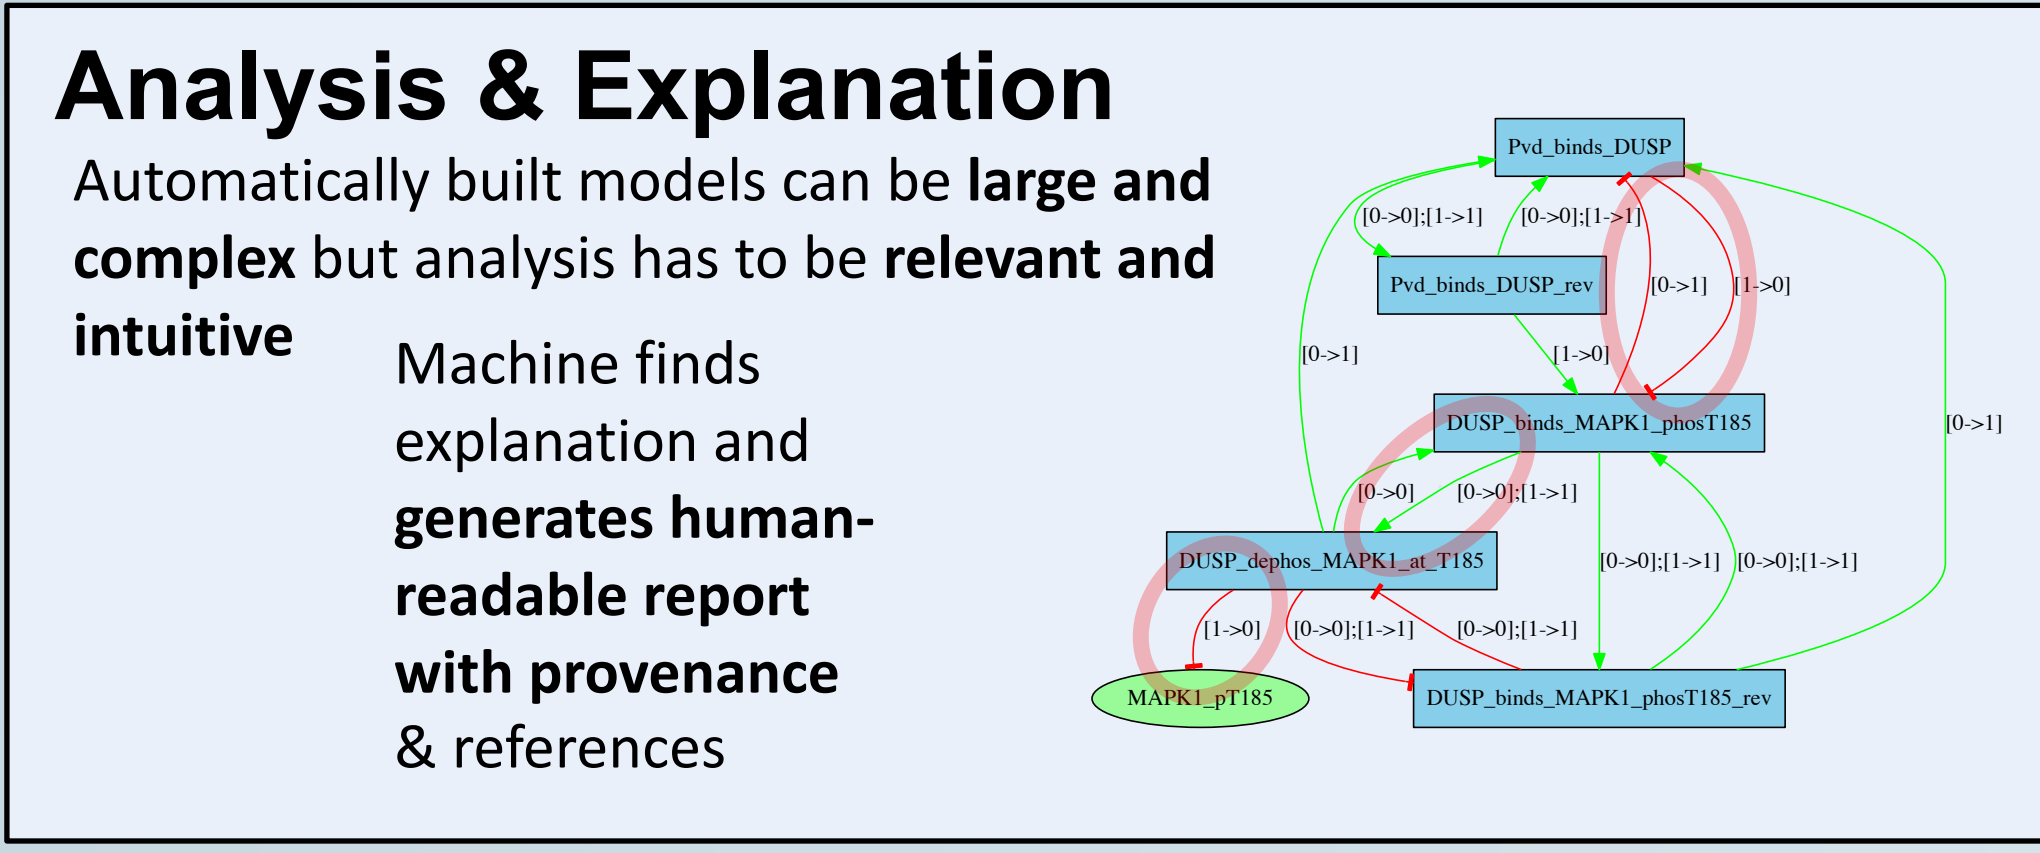 Analysis & Explanation
Automatically built models can be large and
complex but analysis has to be relevant and
intuitive
Machine finds
explanation and
generates human-
readable report
with provenance
& references
Pvd_binds_DUSP
[0->0];[1->1]
[0->0];[1->1]
Pvd_binds_DUSP_rev
[0->1]
[1->0]
[0->1]
[1->0]
DUSP_binds_MAPK1_phosT185
[0->1]
[0->0]
[0->0];[1->1]
DUSP_dephos_MAPK1_at_T185
[0->0];[1->1]
[0->0];[1->1]
[1->0]
[0->0];[1->1]
[0->0];[1->1]
MAPK1_pT185
DUSP_binds_MAPK1_phosT185_rev